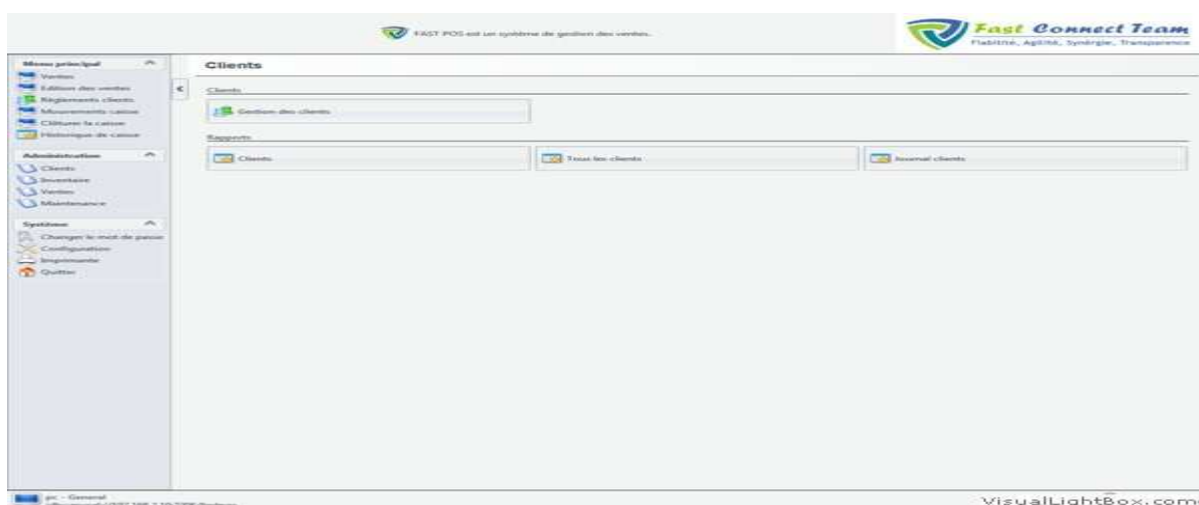 FAST POS est un système de gestion des ventes.
Fast Connect Team
Fiabilité, Agilité, Synérgie, Transparence
Menu principal
Ventes
Edition des ventes
Règlements clients
Mouvements caisse
Clôturer la caisse
Historique de caisse
Administration
Clients
Inventaire
Ventes
Maintenance
Système
Changer le mot de passe
Configuration
Imprimante
Quitter
Clients
Clients
Gestion des clients
Rapports
Clients
Tous les clients
Journal clients
pc - General
VisualLightBox.com